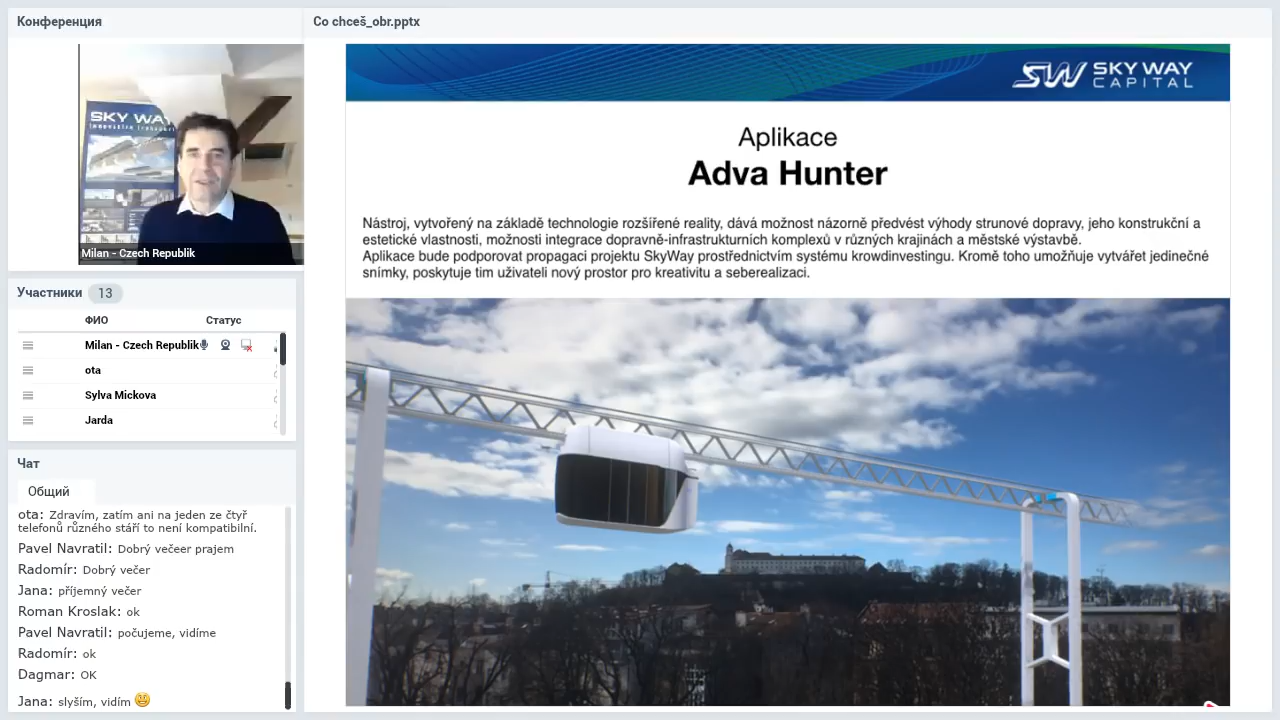 Конференция
SKY WAY
Milan - Czech Republik
Участники 13
ФИО Статус
Milan - Czech Republik
ota
Sylva Mickova
Jarda
Чат
Общий
ota: Zdravím, zatím ani na jeden ze čtyř
telefonů různého stáří to není kompatibilní.
Pavel Navratil: Dobrý večeer prajem
Radomír: Dobrý večer
Jana: příjemný večer
Roman Kroslak: ok
Pavel Navratil: počujeme, vidíme
Radomír: ok
Dagmar: OK
Jana: slyším, vidím
Co chceš_obr.pptx
SW SKY WAY
CAPITAL
Aplikace
Adva Hunter
Nástroj, vytvořený na základě technologie rozšířené reality, dává možnost názorně předvést výhody strunové dopravy, jeho konstrukční a
estetické vlastnosti, možnosti integrace dopravně-infrastrukturních komplexů v různých krajinách a městské výstavbě.
Aplikace bude podporovat propagaci projektu SkyWay prostřednictvím systému krowdinvestingu. Kromě toho umožňuje vytvářet jedinečné
snímky, poskytuje tim uživateli nový prostor pro kreativitu a seberealizaci.